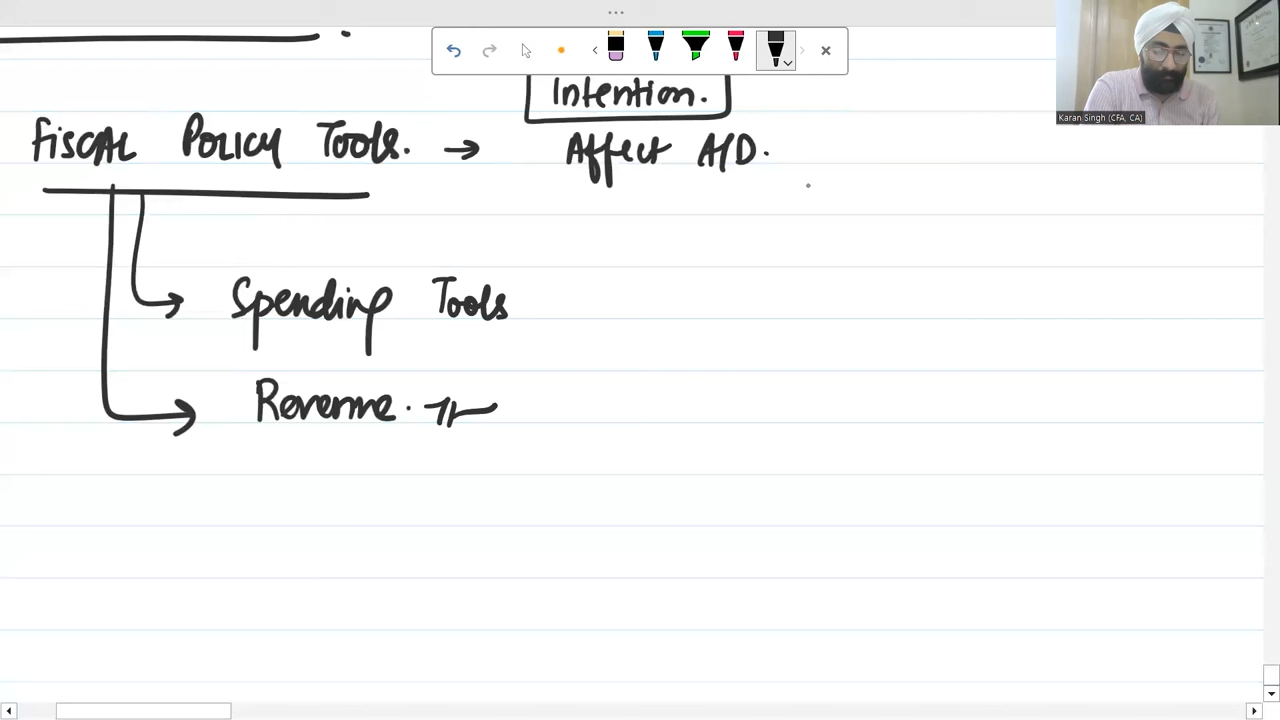 Intention.
Fiscal Policy Tools. → Affect A/D.
Spending Tools
Revenue. -〃-
Karan Singh (CFA, CA)